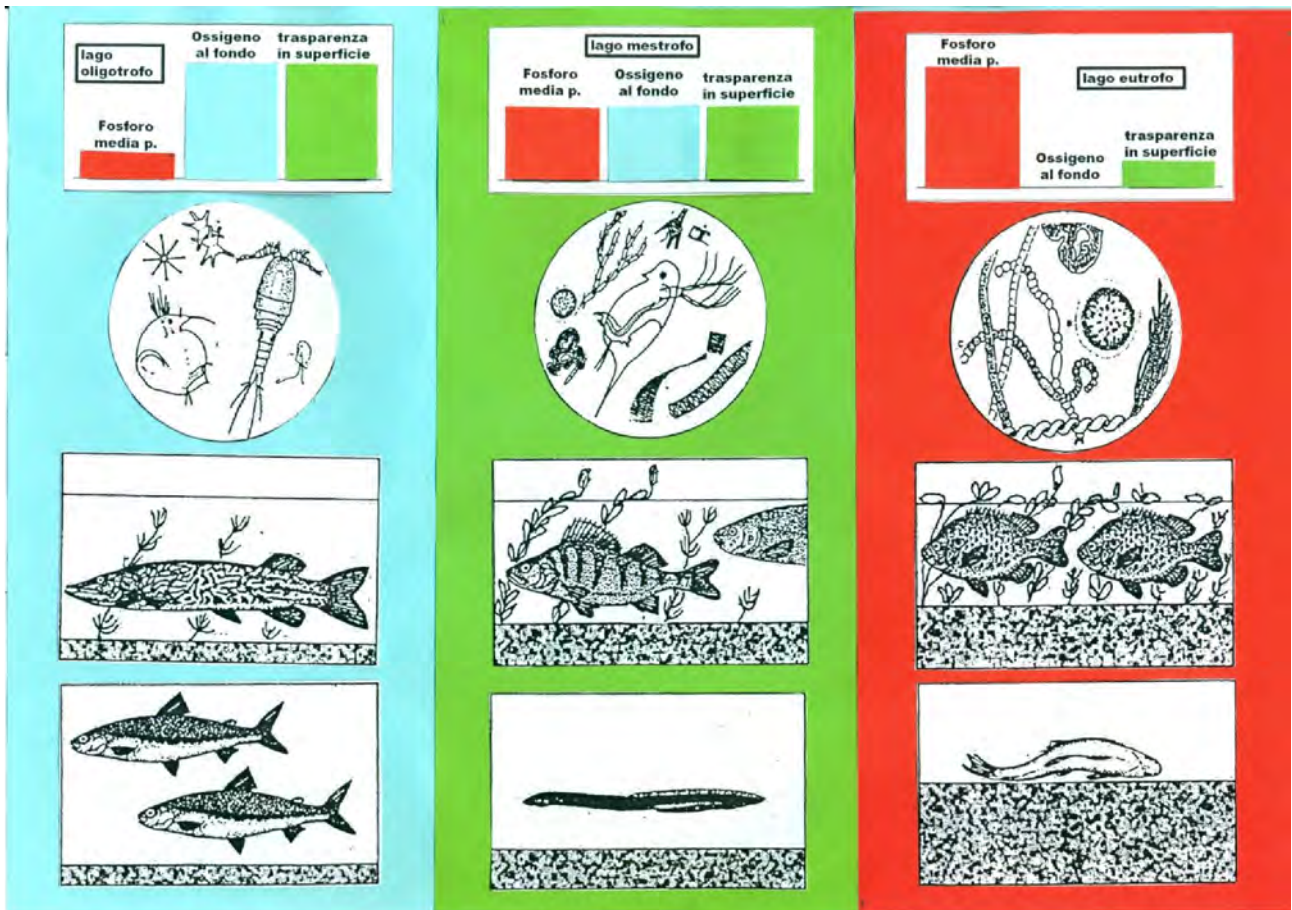 lago
oligotrofo
Ossigeno
al fondo
trasparenza
in superficie
Fosforo
media p.
lago mestrofo
Fosforo
media p.
Ossigeno
al fondo
trasparenza
in superficie
Fosforo
media p.
lago eutrofo
Ossigeno
al fondo
trasparenza
in superficie